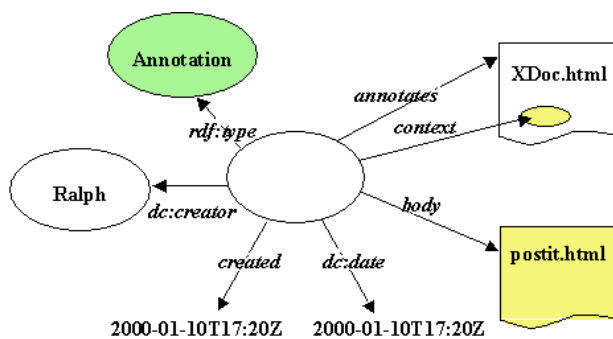 Annotation
XDoc.html
annotates
context
rdf:type
Ralph
dc:creator
body
created
dc:date
postit.html
2000-01-10T17:20Z
2000-01-10T17:20Z